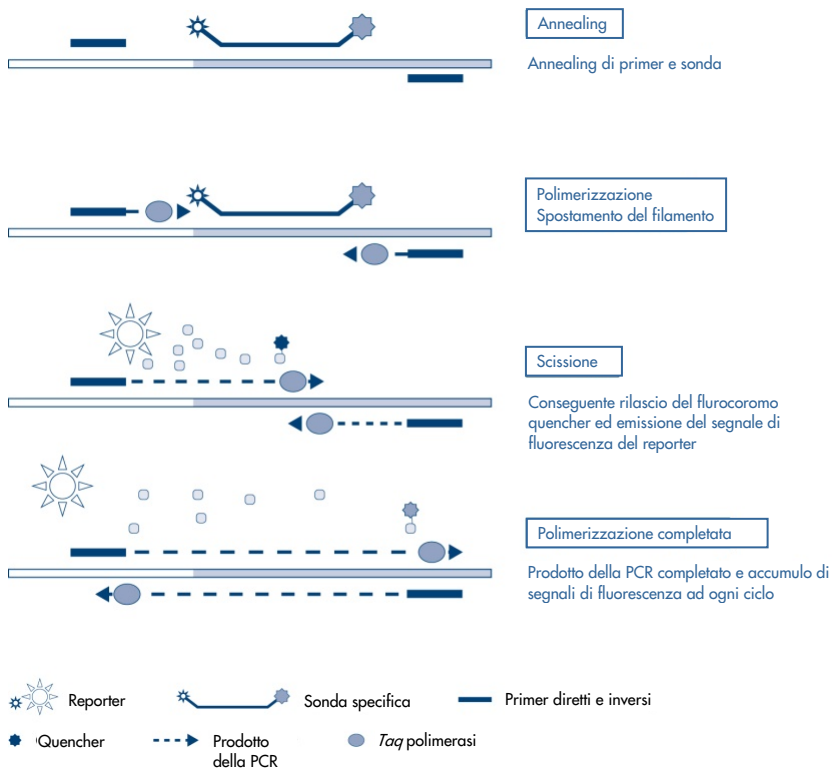 Annealing
Annealing di primer e sonda
Polimerizzazione
Spostamento del filamento
Scissione
Conseguente rilascio del flurocoromo
quencher ed emissione del segnale di
fluorescenza del reporter
Polimerizzazione completata
Prodotto della PCR completato e accumulo di
segnali di fluorescenza ad ogni ciclo
Reporter
Sonda specifica
Primer diretti e inversi
Quencher
Prodotto
della PCR
Taq polimerasi